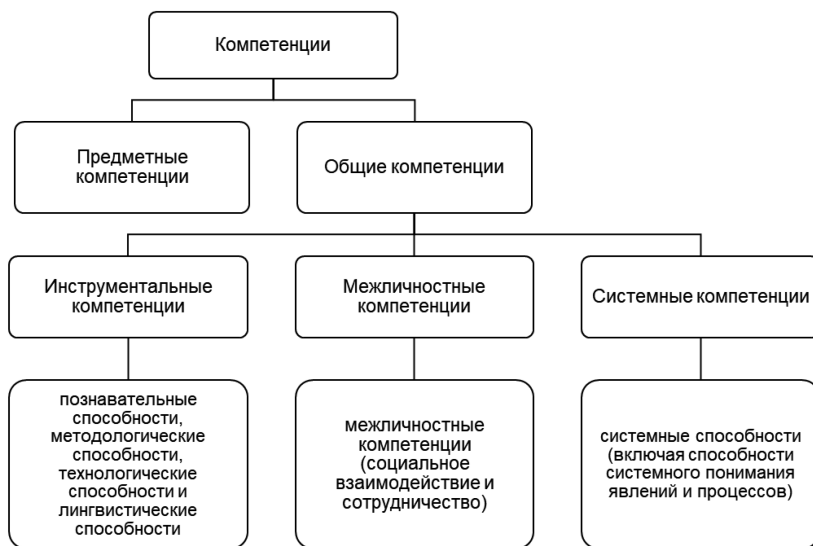 Компетенции
Предметные
компетенции
Общие компетенции
Инструментальные
компетенции
Межличностные
компетенции
Системные компетенции
познавательные
способности,
методологические
способности,
технологические
способности и
лингвистические
способности
межличностные
компетенции
(социальное
взаимодействие и
сотрудничество)
системные способности
(включая способности
системного понимания
явлений и процессов)